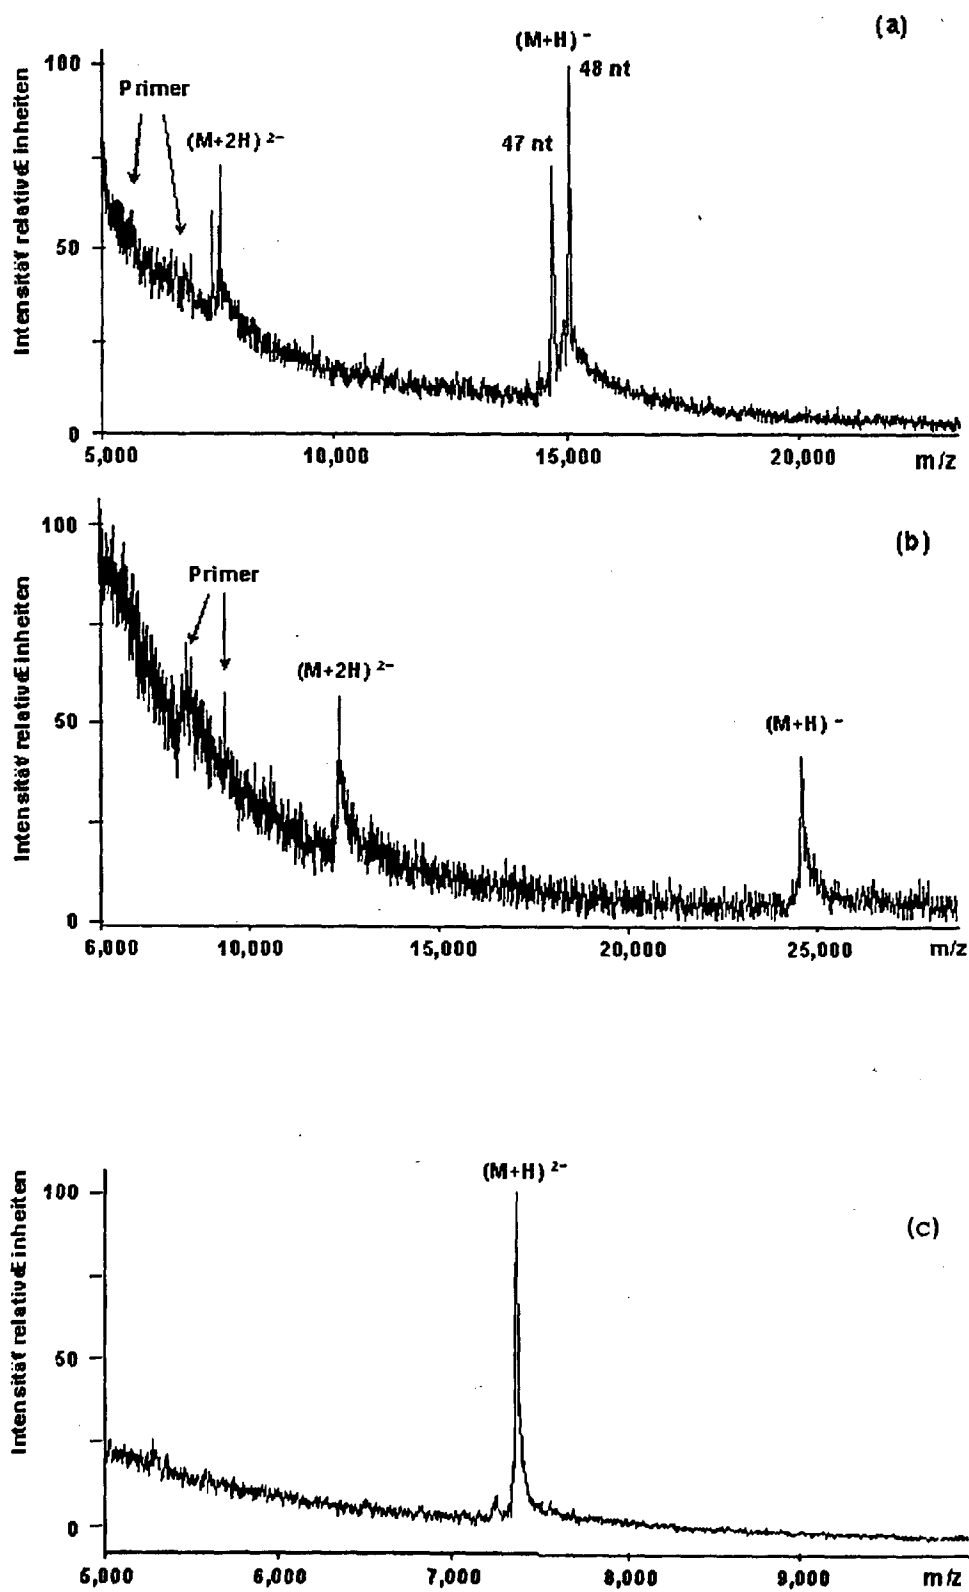 (a)
(M+H) –
100
48 nt
Primer
(M+2H) 2–
47 nt
50
0
5,000 10,000 15,000 20,000 m/z
Intensität/ relative Einheiten
100
(b)
Primer
(M+2H) 2–
(M+H) –
50
0
6,000 10,000 15,000 20,000 25,000 m/z
Intensität/ relative Einheiten
(M+H) 2–
100
(c)
50
0
5,000 6,000 7,000 8,000 9,000 m/z
Intensität/ relative Einheiten